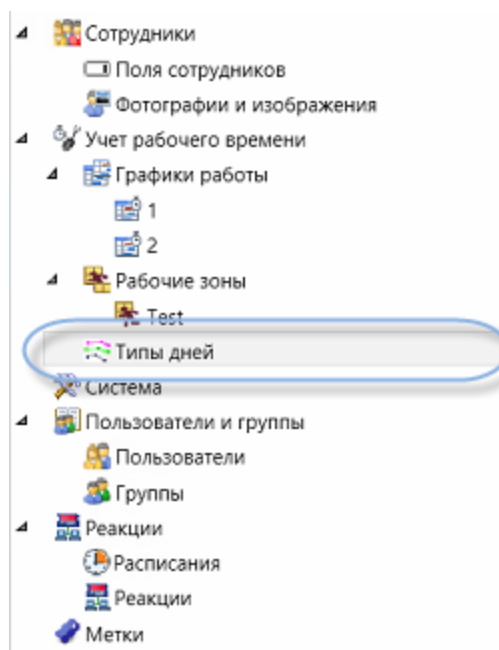 Сотрудники
Поля сотрудников
Фотографии и изображения
Учет рабочего времени
Графики работы
1
2
Рабочие зоны
Test
Типы дней
Система
Пользователи и группы
Пользователи
Группы
Реакции
Расписания
Реакции
Метки